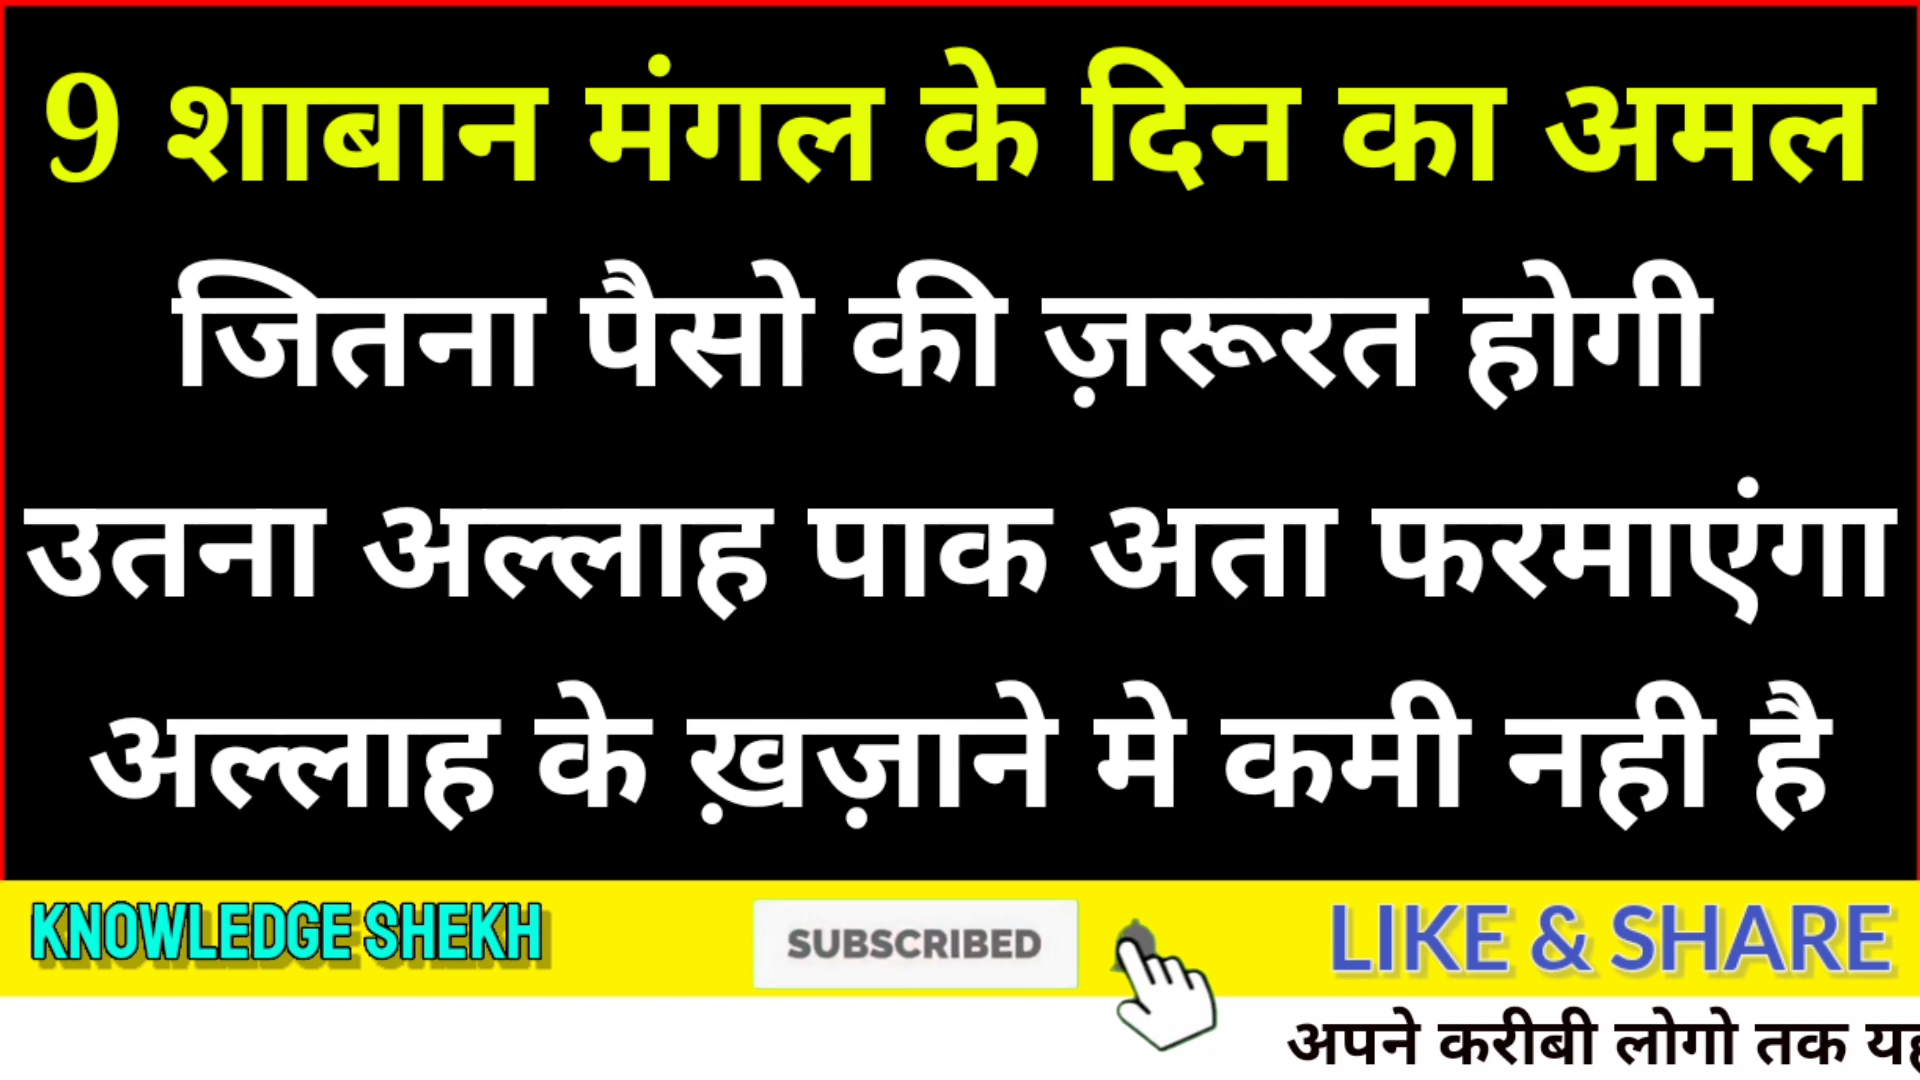 9 शाबान मंगल के दिन का अमल
जितना पैसो की ज़रूरत होगी
उतना अल्लाह पाक अता फरमाएंगा
अल्लाह के ख़ज़ाने मे कमी नही है
KNOWLEDGE SHEKH
SUBSCRIBED
LIKE & SHARE
अपने करीबी लोगो तक